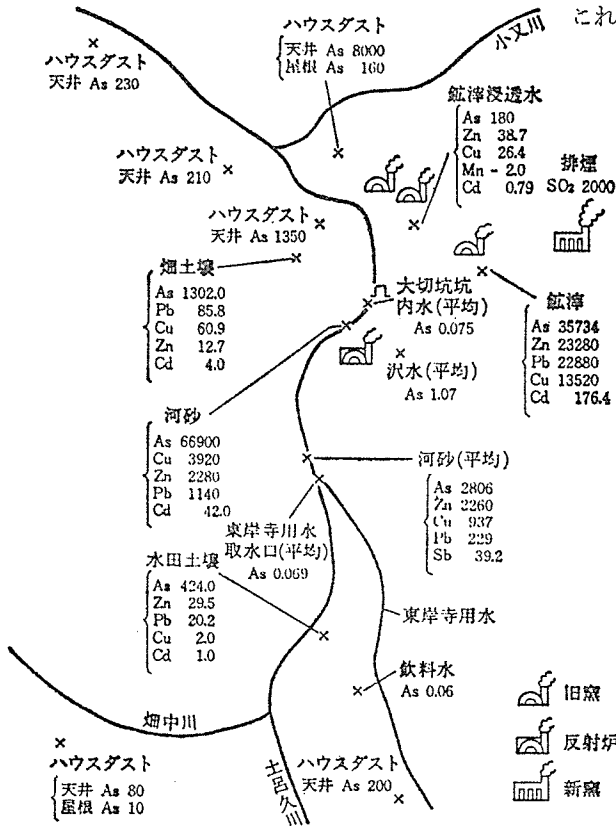 これ
小又川
ハウスダスト
天井 As 230
ハウスダスト
天井 As 8000
屋根 As 160
鉱滓浸透水
As 180
Zn 38.7
Cu 26.4
Mn - 2.0
Cd 0.79
排煙
SO₂ 2000
ハウスダスト
天井 As 210
ハウスダスト
天井 As 1350
畑土壌
As 1302.0
Pb 85.8
Cu 60.9
Zn 12.7
Cd 4.0
大切坑坑
内水(平均)
As 0.075
鉱滓
As 35734
Zn 23280
Pb 22880
Cu 13520
Cd 176.4
沢水(平均)
As 1.07
河砂
As 66900
Cu 3920
Zn 2280
Pb 1140
Cd 42.0
河砂(平均)
As 2806
Zn 2260
Cu 937
Pb 229
Sb 39.2
東岸寺用水
取水口(平均)
As 0.069
水田土壌
As 424.0
Zn 29.5
Pb 20.2
Cu 2.0
Cd 1.0
東岸寺用水
飲料水
As 0.06
畑中川
土呂久川
ハウスダスト
天井 As 80
屋根 As 10
ハウスダスト
天井 As 200
旧窯
反射炉
新窯